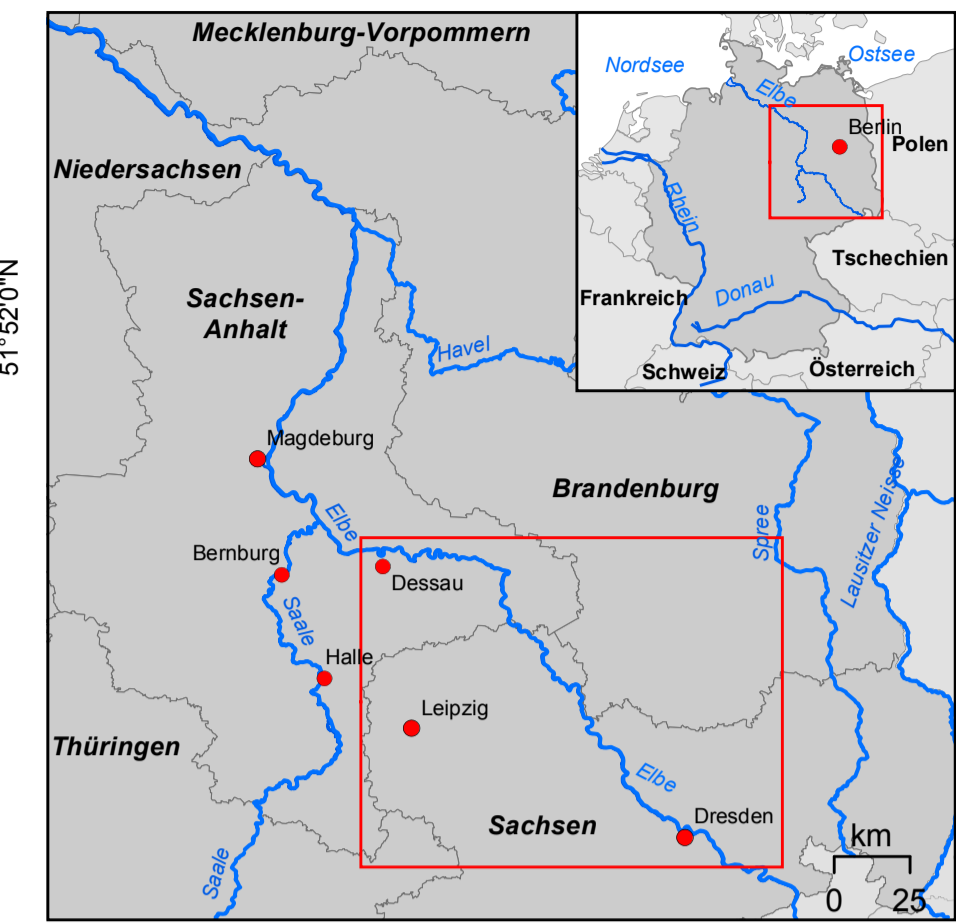 Mecklenburg-Vorpommern
Nordsee
Ostsee
Elbe
Berlin
Polen
Niedersachsen
Rhein
Tschechien
Sachsen-
Anhalt
Donau
Frankreich
51°52'0"N
Havel
Schweiz
Österreich
Magdeburg
Brandenburg
Elbe
Spree
Lausitzer Neisse
Bernburg
Dessau
Saale
Halle
Leipzig
Thüringen
Elbe
Sachsen
Dresden
km
Saale
0 25